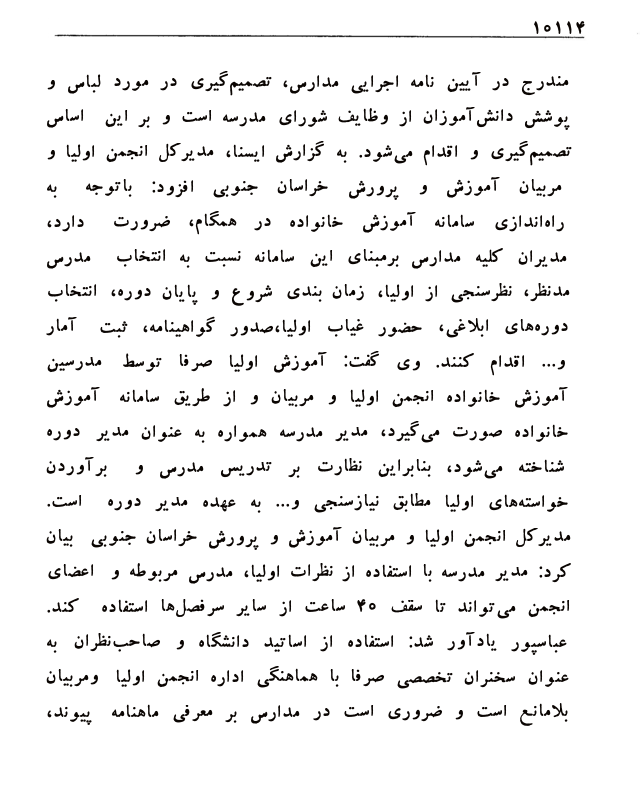 ۱۰۱۱۴
مندرج در آیین نامه اجرایی مدارس، تصمیم‌گیری در مورد لباس و
پوشش دانش‌آموزان از وظایف شورای مدرسه است و بر این اساس
تصمیم‌گیری و اقدام می‌شود. به گزارش ایسنا، مدیرکل انجمن اولیا و
مربیان آموزش و پرورش خراسان جنوبی افزود: باتوجه به
راه‌اندازی سامانه آموزش خانواده در همگام، ضرورت دارد،
مدیران کلیه مدارس برمبنای این سامانه نسبت به انتخاب مدرس
مدنظر، نظرسنجی از اولیا، زمان بندی شروع و پایان دوره، انتخاب
دوره‌های ابلاغی، حضور غیاب اولیا،صدور گواهینامه، ثبت آمار
و... اقدام کنند. وی گفت: آموزش اولیا صرفا توسط مدرسین
آموزش خانواده انجمن اولیا و مربیان و از طریق سامانه آموزش
خانواده صورت می‌گیرد، مدیر مدرسه همواره به عنوان مدیر دوره
شناخته می‌شود، بنابراین نظارت بر تدریس مدرس و برآوردن
خواسته‌های اولیا مطابق نیازسنجی و... به عهده مدیر دوره است.
مدیرکل انجمن اولیا و مربیان آموزش و پرورش خراسان جنوبی بیان
کرد: مدیر مدرسه با استفاده از نظرات اولیا، مدرس مربوطه و اعضای
انجمن می‌تواند تا سقف ۴۰ ساعت از سایر سرفصل‌ها استفاده کند.
عباسپور یادآور شد: استفاده از اساتید دانشگاه و صاحب‌نظران به
عنوان سخنران تخصصی صرفا با هماهنگی اداره انجمن اولیا ومربیان
بلامانع است و ضروری است در مدارس بر معرفی ماهنامه پیوند،